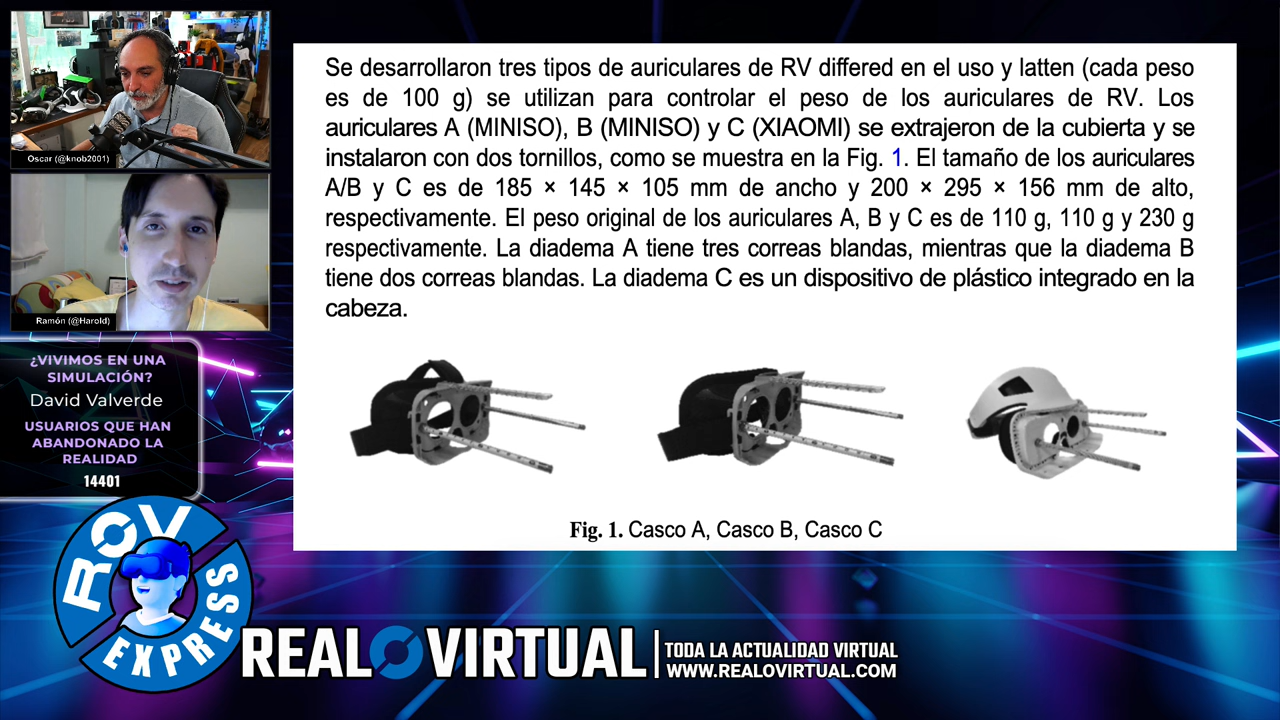 Oscar (@knob2001)
Ramón (@Harold)
¿VIVIMOS EN UNA
SIMULACIÓN?
David Valverde
USUARIOS QUE HAN
ABANDONADO LA
REALIDAD
14401
ROV
EXPRESS
Se desarrollaron tres tipos de auriculares de RV differed en el uso y latten (cada peso
es de 100 g) se utilizan para controlar el peso de los auriculares de RV. Los
auriculares A (MINISO), B (MINISO) y C (XIAOMI) se extrajeron de la cubierta y se
instalaron con dos tornillos, como se muestra en la Fig. 1. El tamaño de los auriculares
A/B y C es de 185 × 145 × 105 mm de ancho y 200 × 295 × 156 mm de alto,
respectivamente. El peso original de los auriculares A, B y C es de 110 g, 110 g y 230 g
respectivamente. La diadema A tiene tres correas blandas, mientras que la diadema B
tiene dos correas blandas. La diadema C es un dispositivo de plástico integrado en la
cabeza.
Fig. 1. Casco A, Casco B, Casco C
REAL O VIRTUAL
TODA LA ACTUALIDAD VIRTUAL
WWW.REALOVIRTUAL.COM